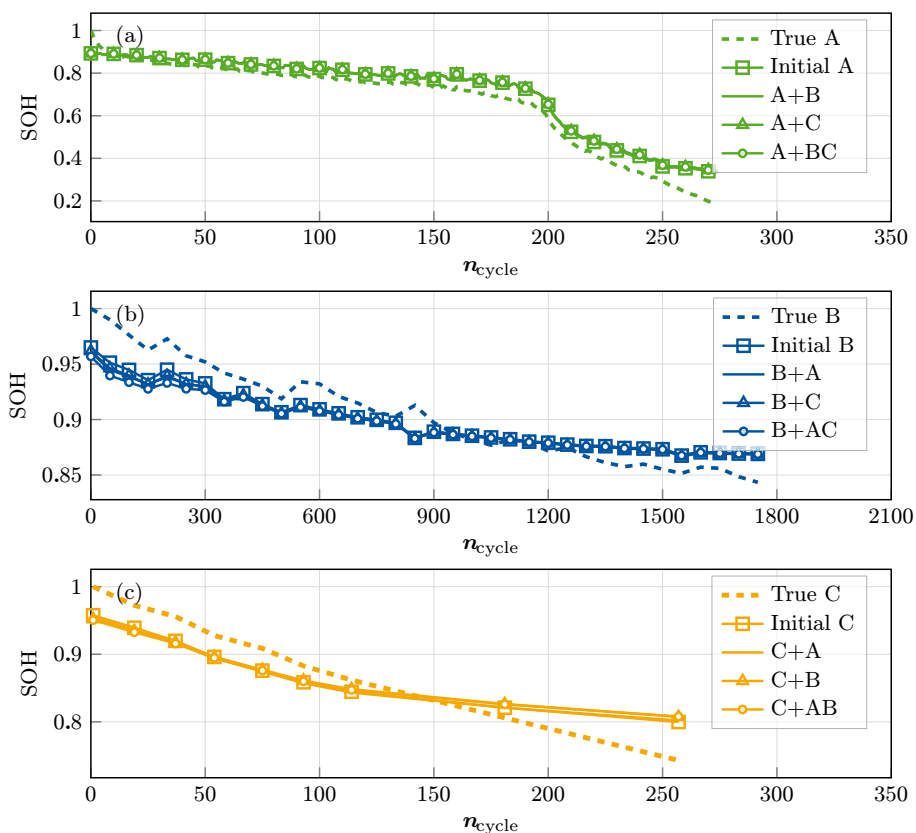 (a)
SOH
1
0.8
0.6
0.4
0.2
0 50 100 150 200 250 300 350
n_cycle
True A
Initial A
A+B
A+C
A+BC
(b)
SOH
1
0.95
0.9
0.85
0 300 600 900 1200 1500 1800 2100
n_cycle
True B
Initial B
B+A
B+C
B+AC
(c)
SOH
1
0.9
0.8
0 50 100 150 200 250 300 350
n_cycle
True C
Initial C
C+A
C+B
C+AB